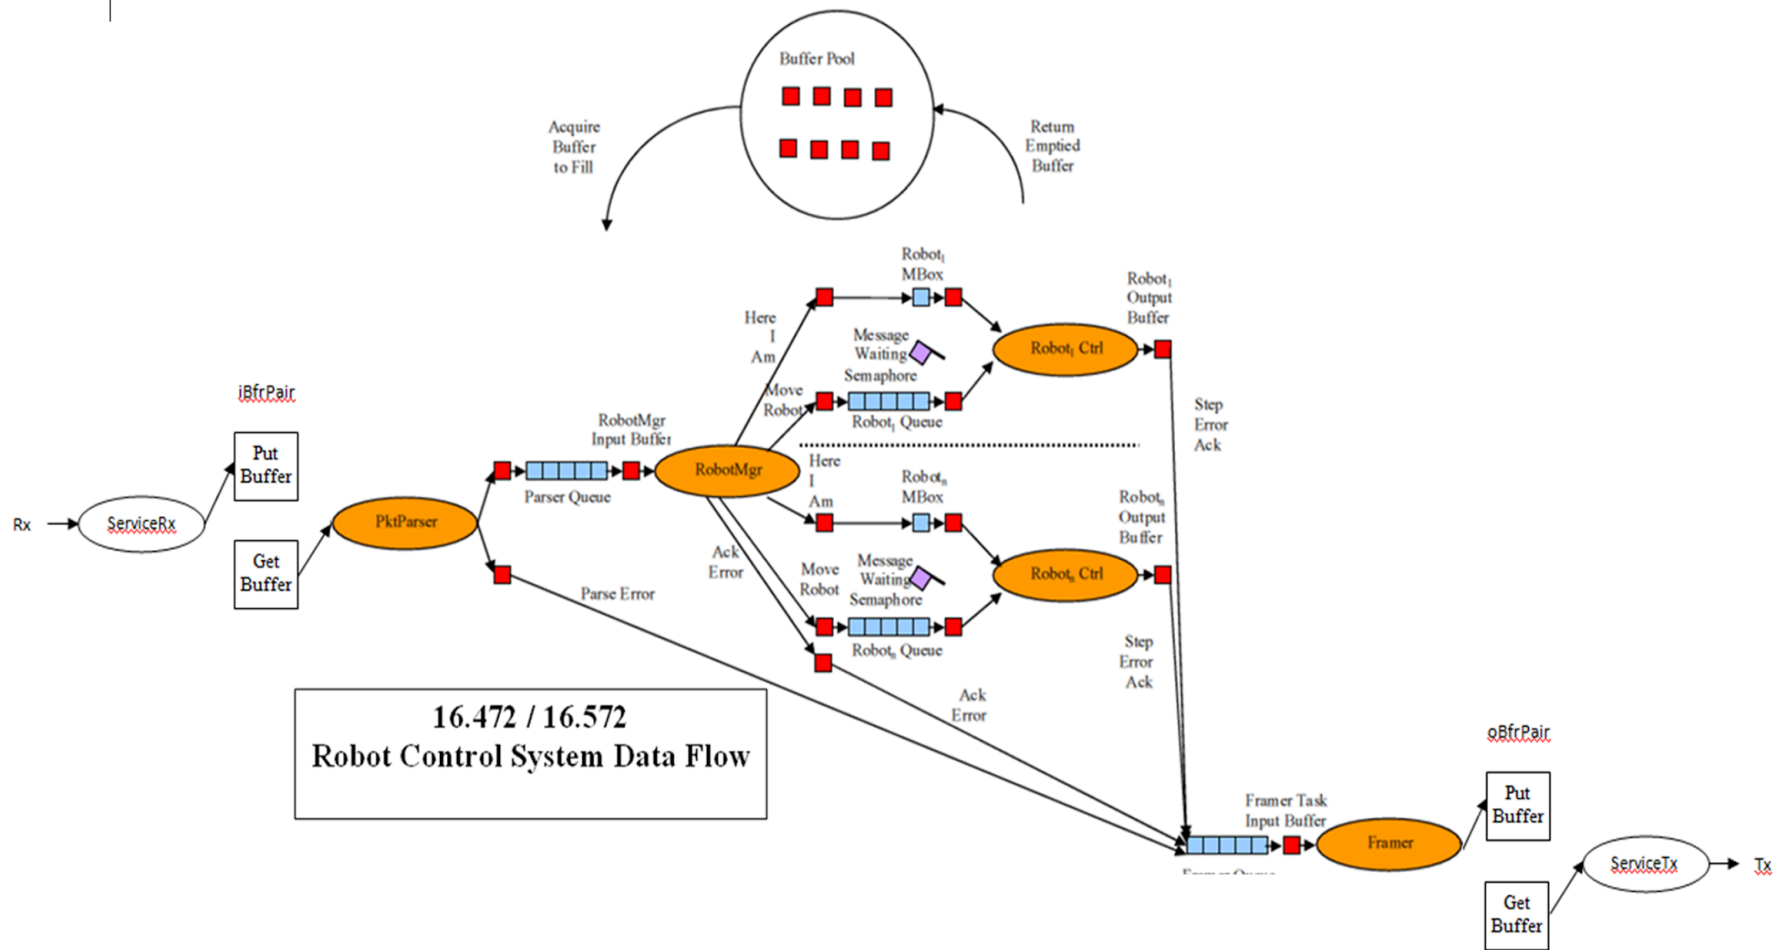 Buffer Pool
Acquire
Buffer
to Fill
Return
Emptied
Buffer
Robot₁
MBox
Robot₁
Output
Buffer
Here
I
Am
Message
Waiting
Semaphore
Robot₁ Ctrl
Move
Robot
Robot₁ Queue
Step
Error
Ack
iBfrPair
Put
Buffer
RobotMgr
Input Buffer
RobotMgr
Parser Queue
Here
I
Am
Robotₙ
MBox
Robotₙ
Output
Buffer
Rx
ServiceRx
PktParser
Get
Buffer
Ack
Error
Move
Robot
Message
Waiting
Semaphore
Robotₙ Ctrl
Parse Error
Robotₙ Queue
Step
Error
Ack
Ack
Error
16.472 / 16.572
Robot Control System Data Flow
oBfrPair
Put
Buffer
Framer Task
Input Buffer
Framer
ServiceTx
Tx
Get
Buffer